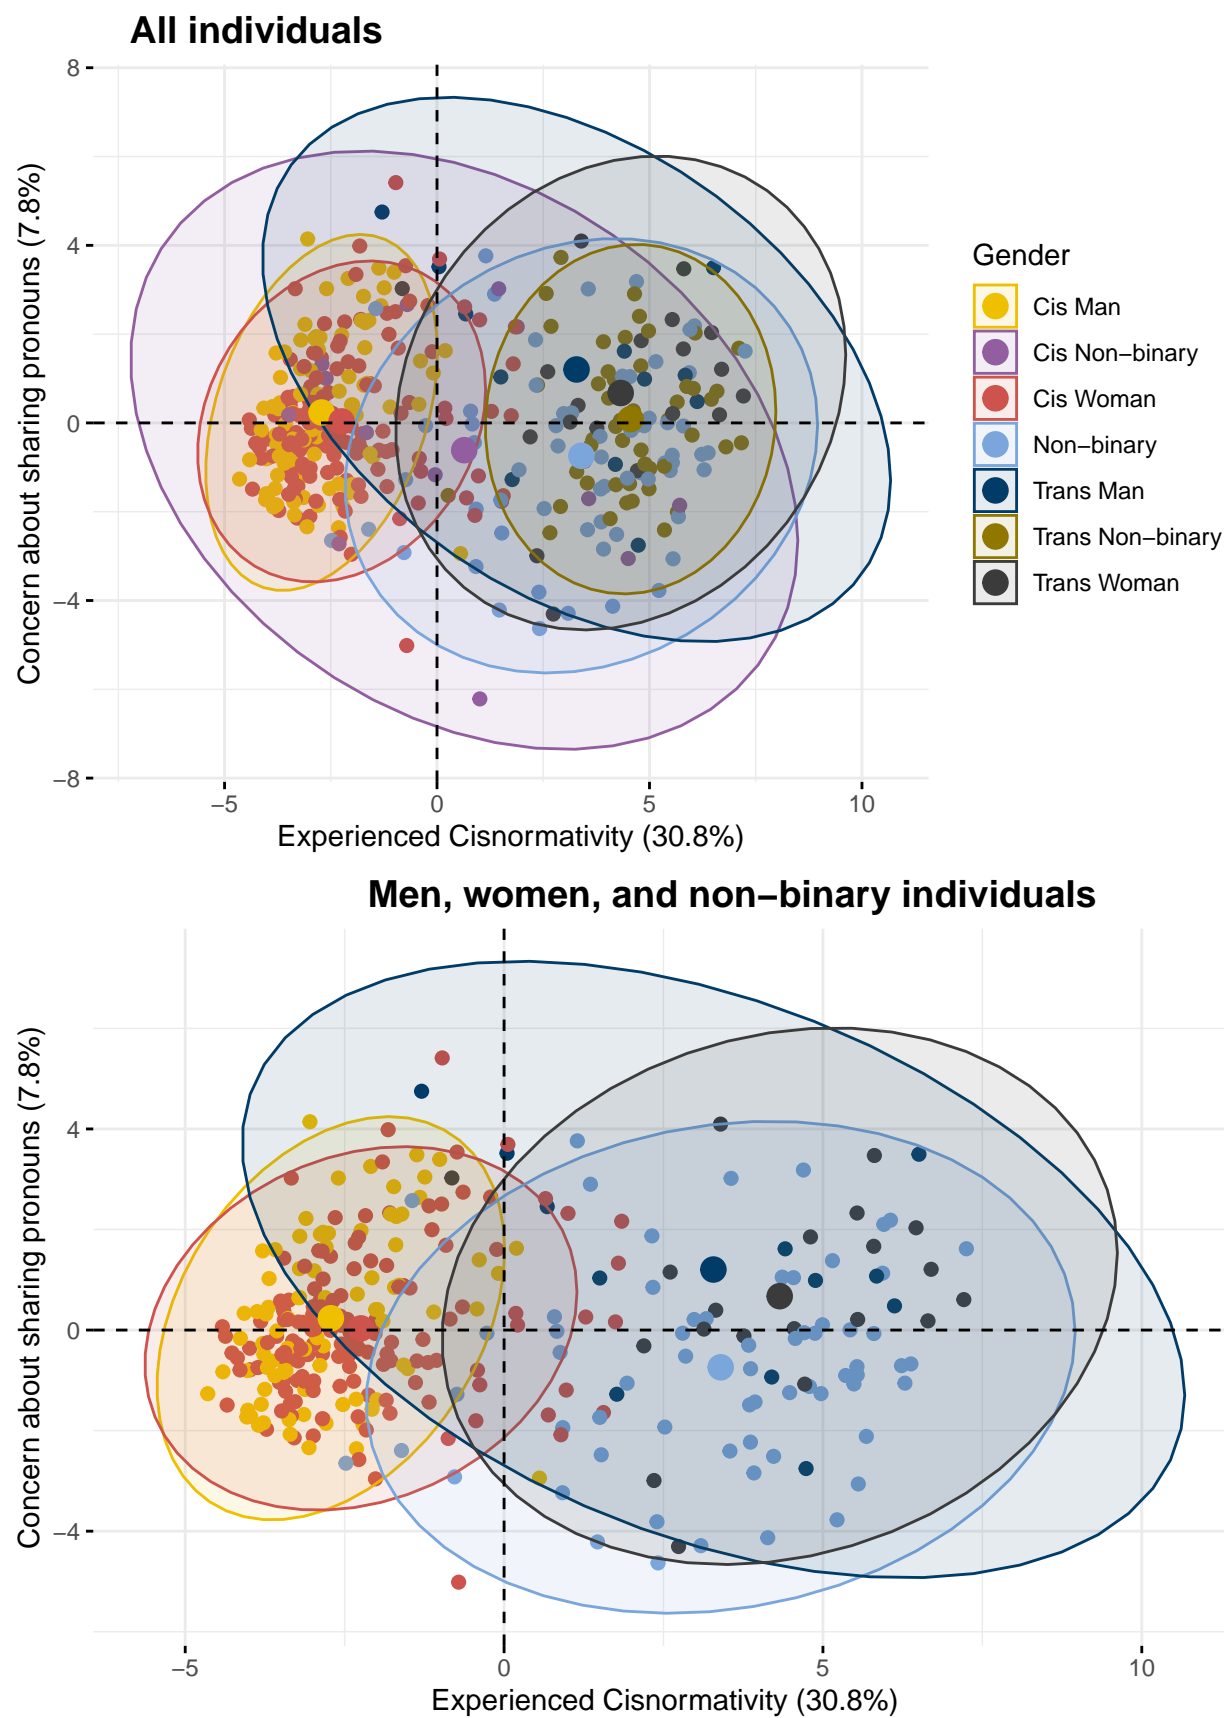 All individuals
8
4
0
−4
−8
Concern about sharing pronouns (7.8%)
−5
0
5
10
Experienced Cisnormativity (30.8%)
Gender
Cis Man
Cis Non−binary
Cis Woman
Non−binary
Trans Man
Trans Non−binary
Trans Woman
Men, women, and non−binary individuals
4
0
−4
Concern about sharing pronouns (7.8%)
−5
0
5
10
Experienced Cisnormativity (30.8%)